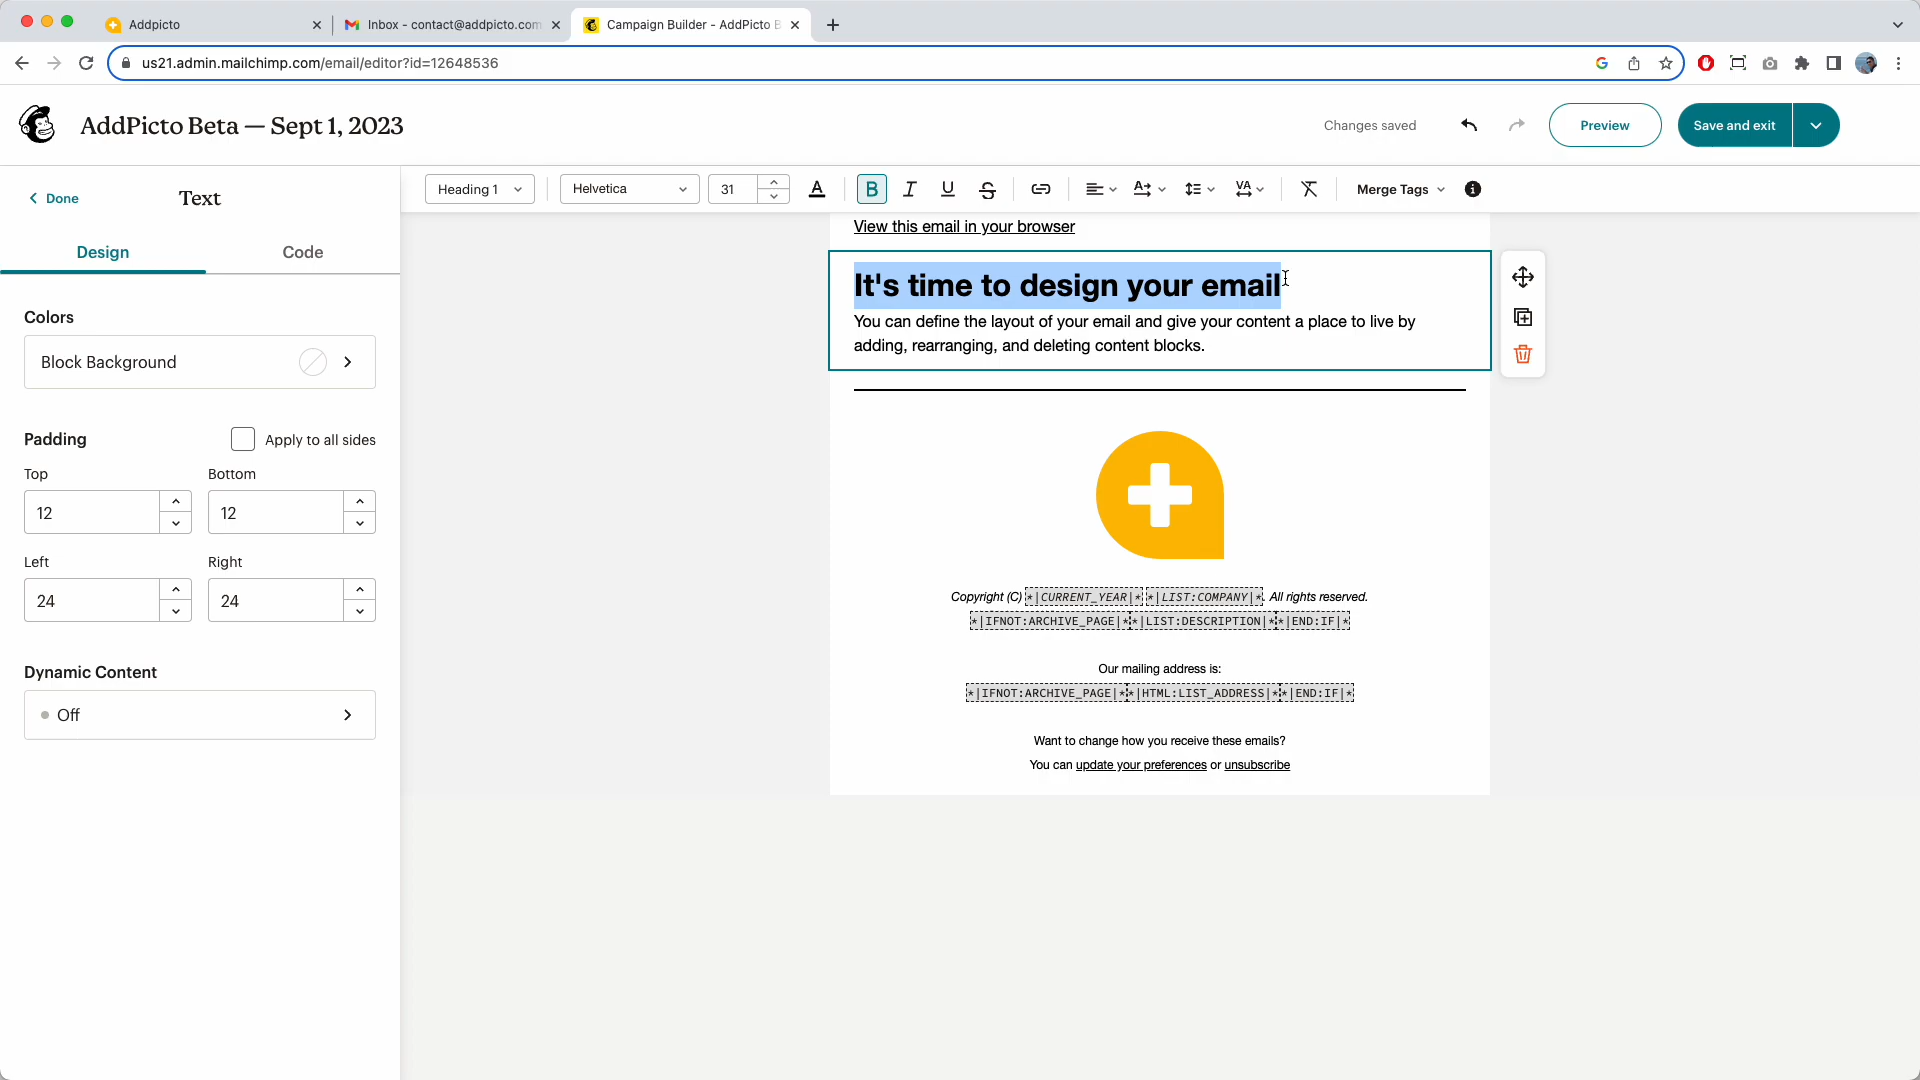 Addpicto
Inbox - contact@addpicto.com
Campaign Builder - AddPicto B
us21.admin.mailchimp.com/email/editor?id=12648536
AddPicto Beta — Sept 1, 2023
Changes saved
Preview
Save and exit
Done
Text
Heading 1
Helvetica
31
A
B
I
U
S
A
VA
T
Merge Tags
Design
Code
View this email in your browser
It's time to design your email
You can define the layout of your email and give your content a place to live by
adding, rearranging, and deleting content blocks.
Colors
Block Background
Padding
Apply to all sides
Top
Bottom
12
12
Left
Right
24
24
Dynamic Content
Off
Copyright (C) *|CURRENT_YEAR|* *|LIST:COMPANY|*. All rights reserved.
*|IFNOT:ARCHIVE_PAGE|**|LIST:DESCRIPTION|**|END:IF|*
Our mailing address is:
*|IFNOT:ARCHIVE_PAGE|**|HTML:LIST_ADDRESS|**|END:IF|*
Want to change how you receive these emails?
You can update your preferences or unsubscribe